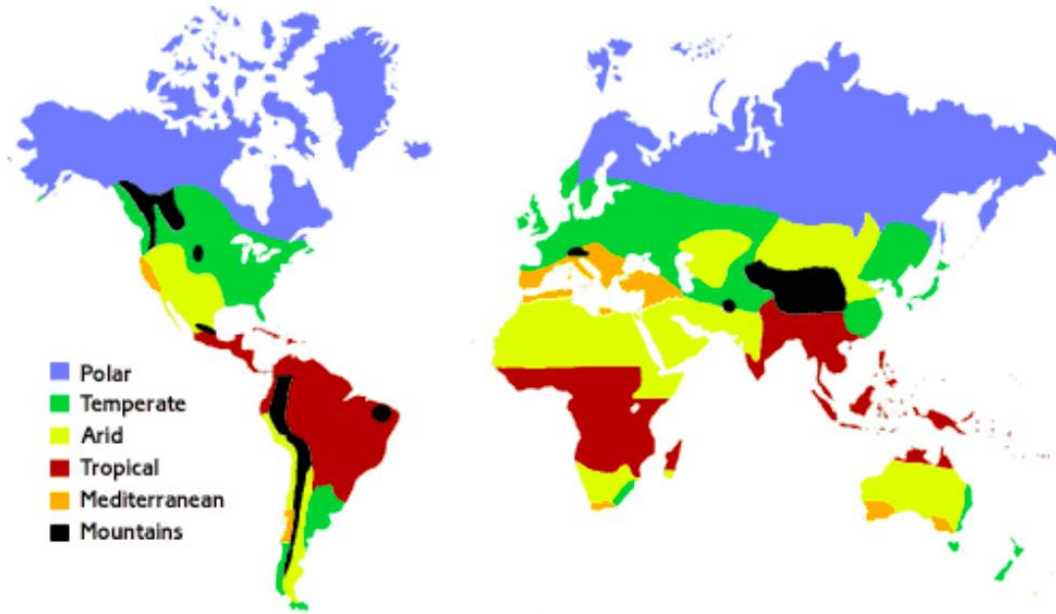 Polar
Temperate
Arid
Tropical
Mediterranean
Mountains